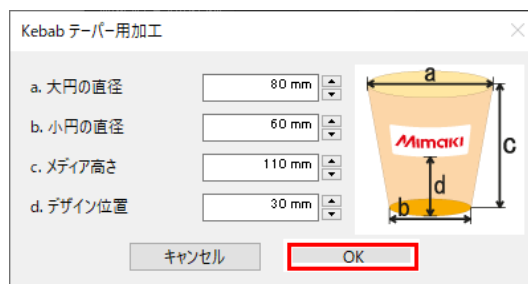 Kebab テーパー用加工
a. 大円の直径 80 mm
b. 小円の直径 60 mm
c. メディア高さ 110 mm
d. デザイン位置 30 mm
a
Mimaki
c
d
b
キャンセル OK